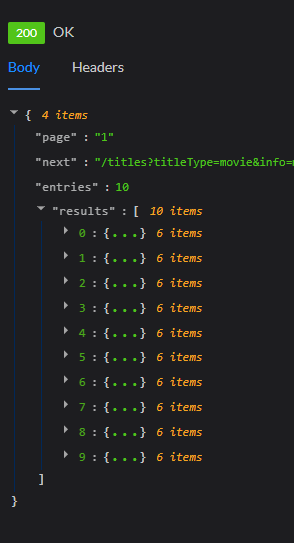 200 OK
Body Headers
{ 4 items
"page" : "1"
"next" : "/titles?titleType=movie&info=
"entries" : 10
"results" : [ 10 items
0 : {...} 6 items
1 : {...} 6 items
2 : {...} 6 items
3 : {...} 6 items
4 : {...} 6 items
5 : {...} 6 items
6 : {...} 6 items
7 : {...} 6 items
8 : {...} 6 items
9 : {...} 6 items
]
}